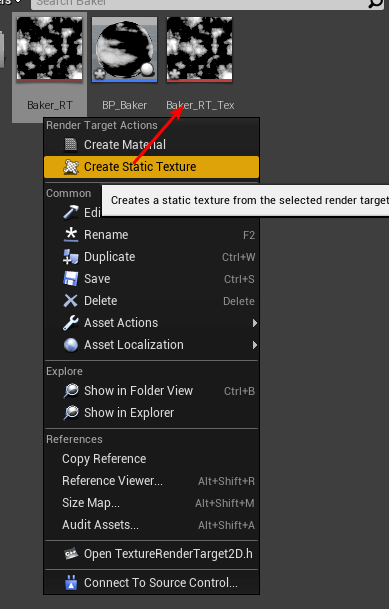 Search Baker
Baker_RT
BP_Baker
Baker_RT_Tex
Render Target Actions
Create Material
Create Static Texture
Common
Creates a static texture from the selected render target
Edi
Rename F2
Duplicate Ctrl+W
Save Ctrl+S
Delete Delete
Asset Actions
Asset Localization
Explore
Show in Folder View Ctrl+B
Show in Explorer
References
Copy Reference
Reference Viewer... Alt+Shift+R
Size Map... Alt+Shift+M
Audit Assets... Alt+Shift+A
Open TextureRenderTarget2D.h
Connect To Source Control...